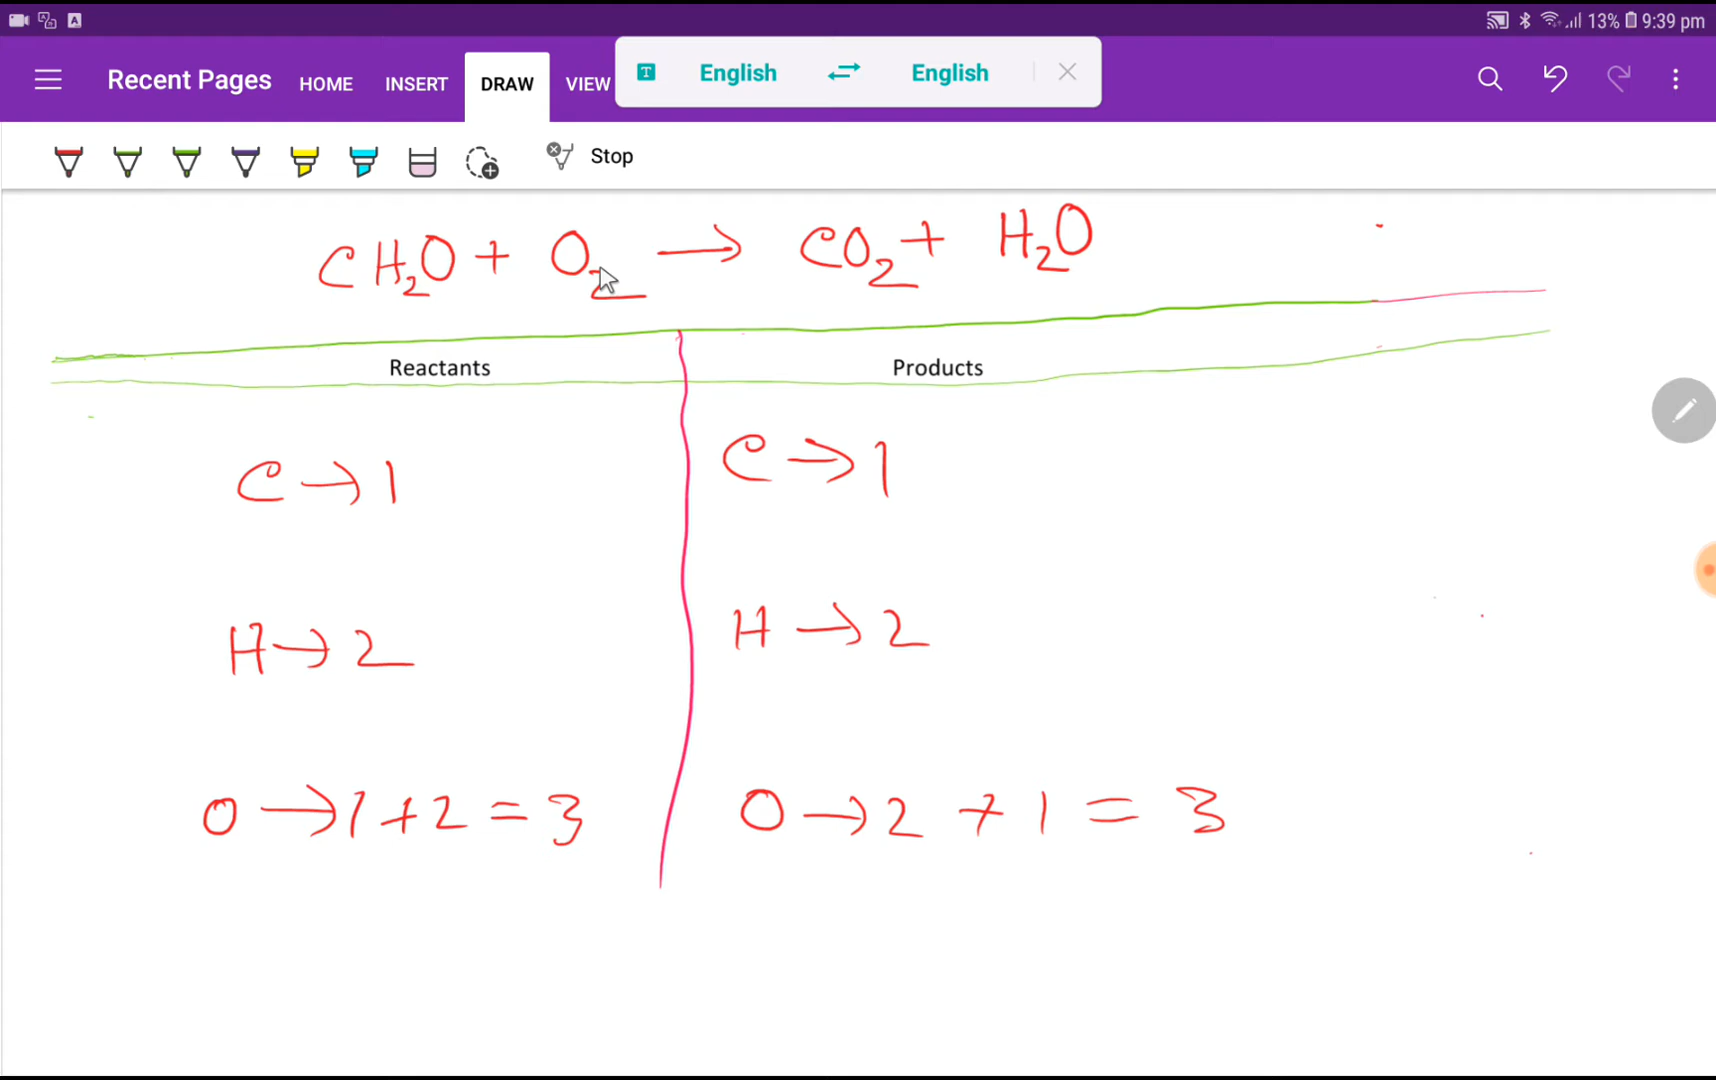 13% 9:39 pm
Recent Pages HOME INSERT DRAW VIEW English English
Stop
CH₂O + O₂ → CO₂ + H₂O
Reactants Products
C → 1 C → 1
H → 2 H → 2
O → 1 + 2 = 3 O → 2 + 1 = 3